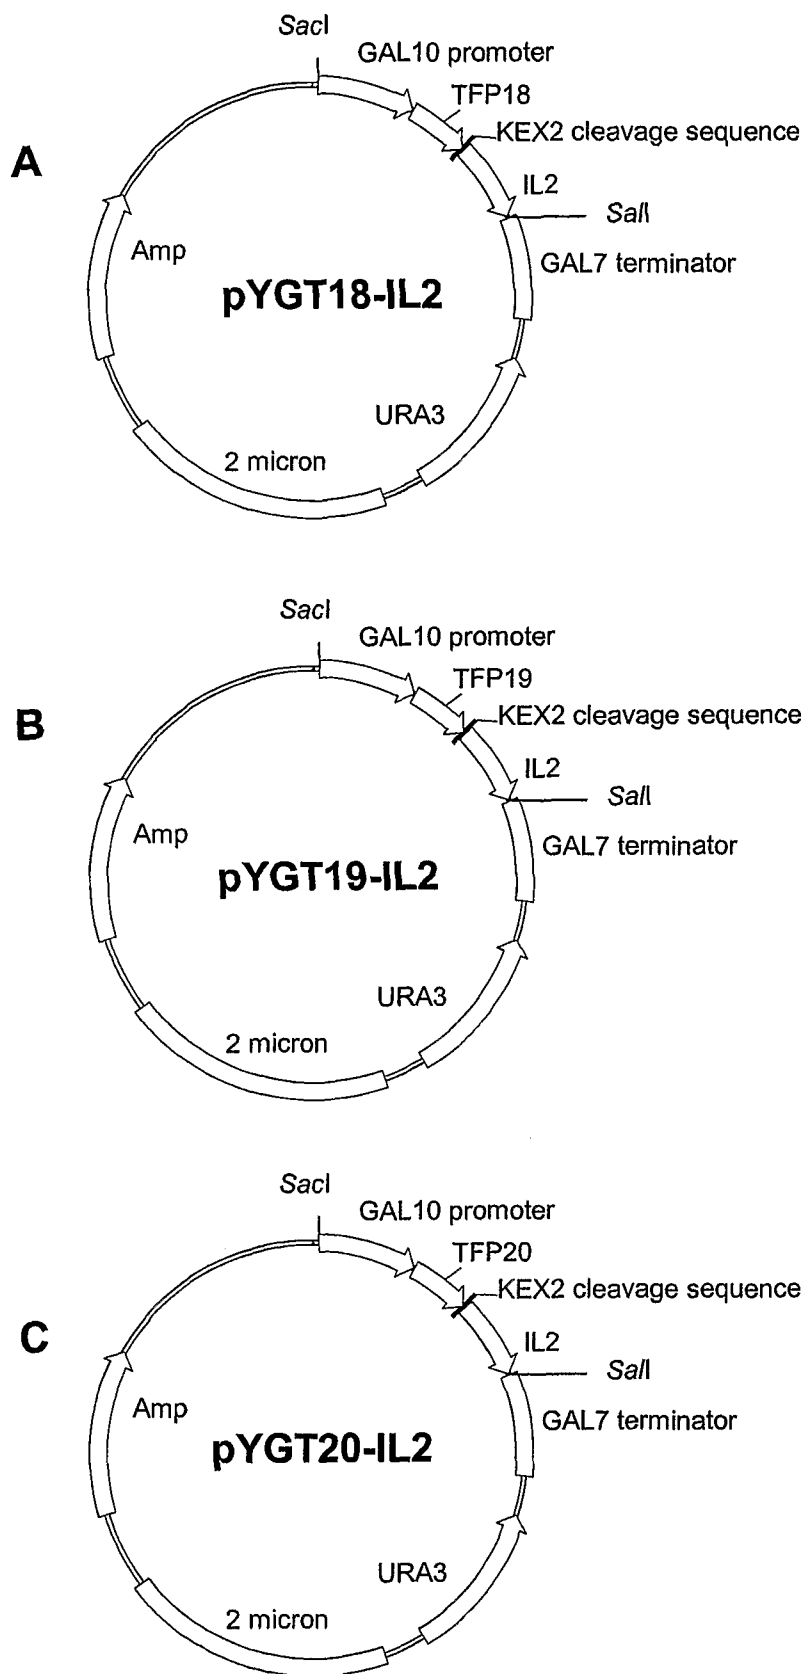 SacI
GAL10 promoter
TFP18
KEX2 cleavage sequence
A
IL2
SalI
Amp
GAL7 terminator
pYGT18-IL2
URA3
2 micron
SacI
GAL10 promoter
TFP19
KEX2 cleavage sequence
B
IL2
SalI
Amp
GAL7 terminator
pYGT19-IL2
URA3
2 micron
SacI
GAL10 promoter
TFP20
KEX2 cleavage sequence
C
IL2
SalI
Amp
GAL7 terminator
pYGT20-IL2
URA3
2 micron